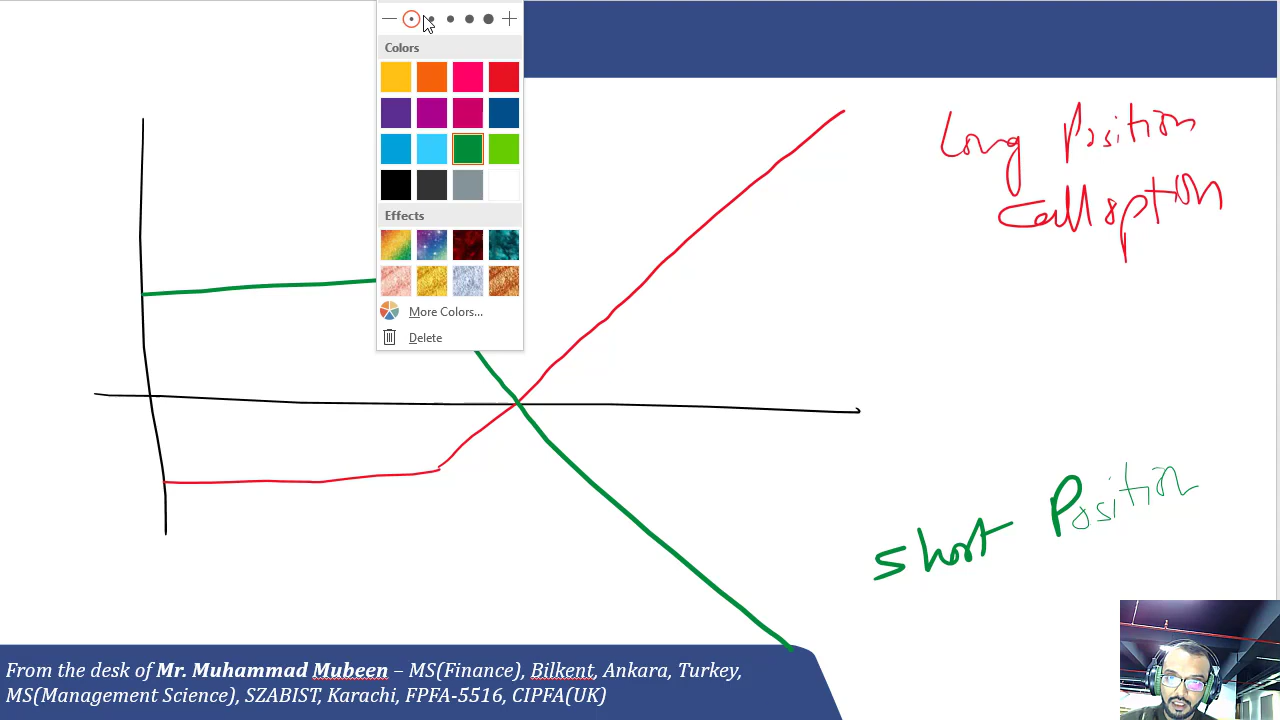 Colors
Effects
More Colors...
Delete
Long Position
Call option
Short Position
From the desk of Mr. Muhammad Mubeen – MS(Finance), Bilkent, Ankara, Turkey,
MS(Management Science), SZABIST, Karachi, FPFA-5516, CIPFA(UK)